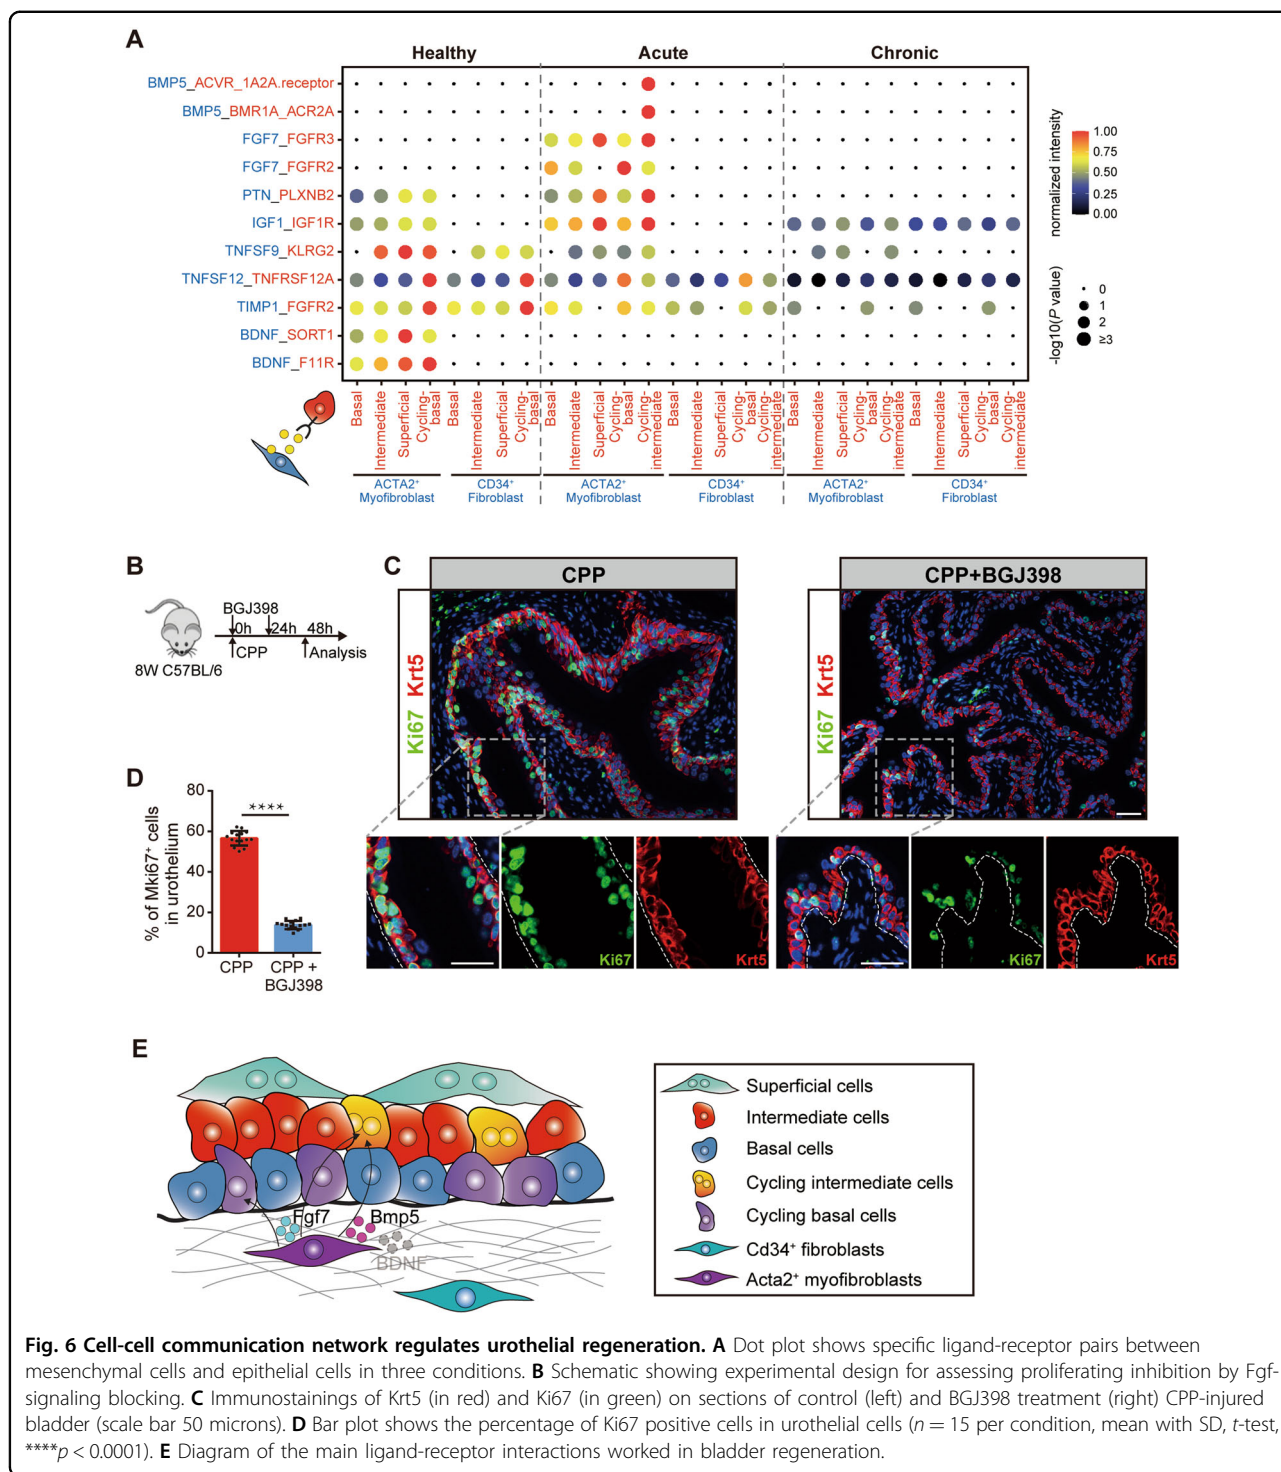 A
Healthy
Acute
Chronic
BMP5_ACVR_1A2A.receptor
BMP5_BMR1A_ACR2A
FGF7_FGFR3
FGF7_FGFR2
PTN_PLXNB2
IGF1_IGF1R
TNFSF9_KLRG2
TNFSF12_TNFRSF12A
TIMP1_FGFR2
BDNF_SORT1
BDNF_F11R
normalized intensity
1.00
0.75
0.50
0.25
0.00
-log10(P value)
0
1
2
≥3
Basal
Intermediate
Superficial
Cycling-
basal
Basal
Intermediate
Superficial
Cycling-
basal
Basal
Intermediate
Superficial
Cycling-
basal
Cycling-
intermediate
Basal
Intermediate
Superficial
Cycling-
basal
Cycling-
intermediate
Basal
Intermediate
Superficial
Cycling-
basal
Cycling-
intermediate
Basal
Intermediate
Superficial
Cycling-
basal
Cycling-
intermediate
ACTA2⁺
Myofibroblast
CD34⁺
Fibroblast
ACTA2⁺
Myofibroblast
CD34⁺
Fibroblast
ACTA2⁺
Myofibroblast
CD34⁺
Fibroblast
B
BGJ398
0h
24h
48h
CPP
Analysis
8W C57BL/6
C
CPP
CPP+BGJ398
Ki67 Krt5
Ki67 Krt5
Ki67
Krt5
Ki67
Krt5
D
% of Mki67⁺ cells
in urothelium
80
60
40
20
0
****
CPP
CPP +
BGJ398
E
Fgf7
Bmp5
BDNF
Superficial cells
Intermediate cells
Basal cells
Cycling intermediate cells
Cycling basal cells
Cd34⁺ fibroblasts
Acta2⁺ myofibroblasts
Fig. 6 Cell-cell communication network regulates urothelial regeneration. A Dot plot shows specific ligand-receptor pairs between
mesenchymal cells and epithelial cells in three conditions. B Schematic showing experimental design for assessing proliferating inhibition by Fgf-
signaling blocking. C Immunostainings of Krt5 (in red) and Ki67 (in green) on sections of control (left) and BGJ398 treatment (right) CPP-injured
bladder (scale bar 50 microns). D Bar plot shows the percentage of Ki67 positive cells in urothelial cells (n = 15 per condition, mean with SD, t-test,
****p < 0.0001). E Diagram of the main ligand-receptor interactions worked in bladder regeneration.